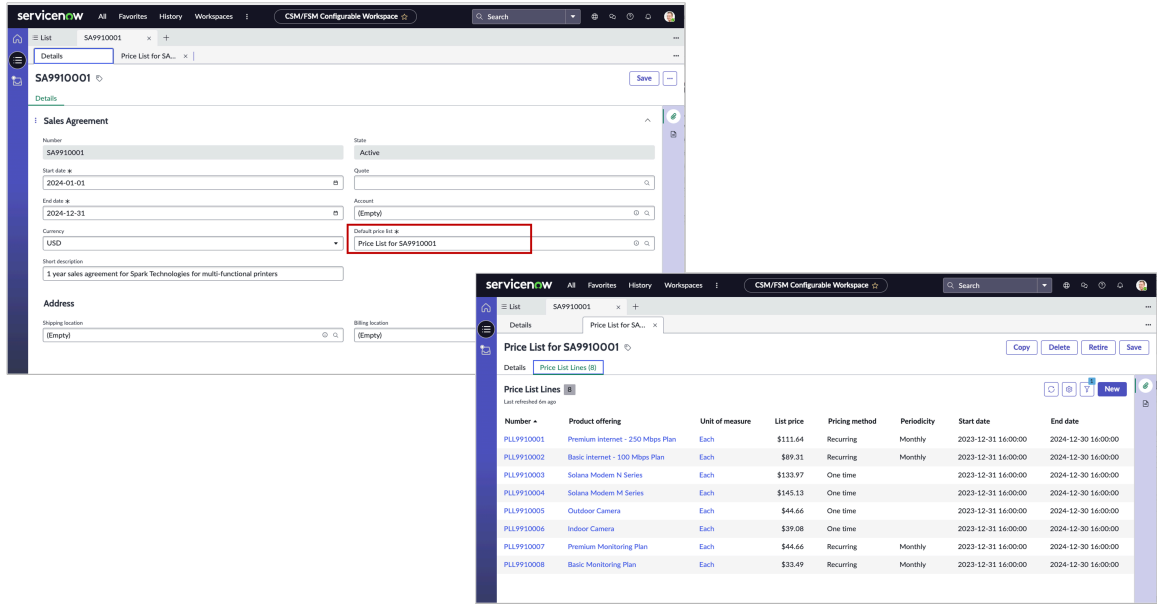 servicenow All Favorites History Workspaces CSM/FSM Configurable Workspace Search
List SA9910001
Details Price List for SA...
SA9910001 Save
Details
Sales Agreement
Number State
SA9910001 Active
Start date Quote
2024-01-01
End date Account
2024-12-31 (Empty)
Currency Default price list
USD Price List for SA9910001
Short description
1 year sales agreement for Spark Technologies for multi-functional printers
Address
Shipping location Billing location
(Empty) (Empty)
servicenow All Favorites History Workspaces CSM/FSM Configurable Workspace Search
List SA9910001
Details Price List for SA...
Price List for SA9910001 Copy Delete Retire Save
Details Price List Lines (8)
Price List Lines 8 1 New
Last refreshed 6m ago
Number Product offering Unit of measure List price Pricing method Periodicity Start date End date
PLL9910001 Premium internet - 250 Mbps Plan Each $111.64 Recurring Monthly 2023-12-31 16:00:00 2024-12-30 16:00:00
PLL9910002 Basic internet - 100 Mbps Plan Each $89.31 Recurring Monthly 2023-12-31 16:00:00 2024-12-30 16:00:00
PLL9910003 Solana Modem N Series Each $133.97 One time 2023-12-31 16:00:00 2024-12-30 16:00:00
PLL9910004 Solana Modem M Series Each $145.13 One time 2023-12-31 16:00:00 2024-12-30 16:00:00
PLL9910005 Outdoor Camera Each $44.66 One time 2023-12-31 16:00:00 2024-12-30 16:00:00
PLL9910006 Indoor Camera Each $39.08 One time 2023-12-31 16:00:00 2024-12-30 16:00:00
PLL9910007 Premium Monitoring Plan Each $44.66 Recurring Monthly 2023-12-31 16:00:00 2024-12-30 16:00:00
PLL9910008 Basic Monitoring Plan Each $33.49 Recurring Monthly 2023-12-31 16:00:00 2024-12-30 16:00:00